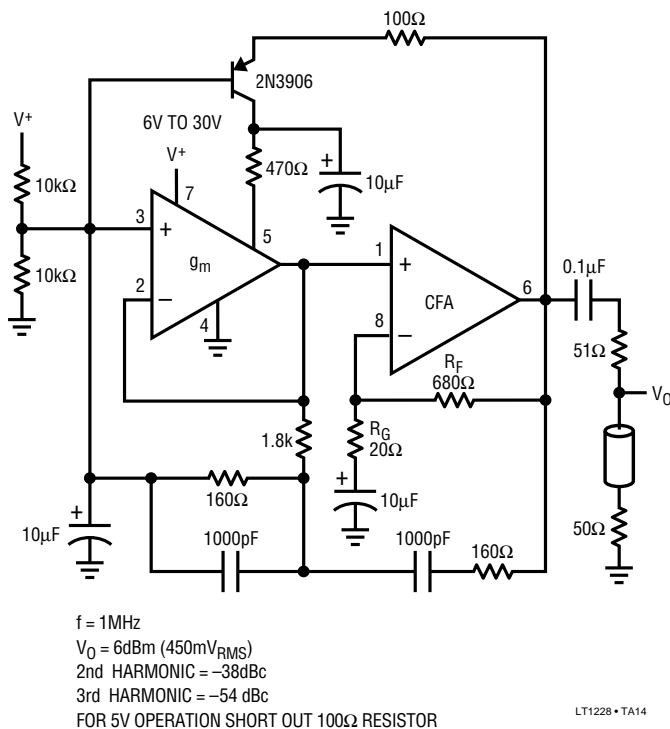 100Ω
2N3906
V+
6V TO 30V
10kΩ
V+
7
470Ω
+
10µF
3
+
5
1
+
0.1µF
gm
CFA
6
10kΩ
2
−
4
8
−
51Ω
RF
680Ω
VO
1.8k
RG
20Ω
160Ω
+
10µF
50Ω
+
10µF
1000pF
1000pF
160Ω
f = 1MHz
VO = 6dBm (450mVRMS)
2nd HARMONIC = –38dBc
3rd HARMONIC = –54 dBc
FOR 5V OPERATION SHORT OUT 100Ω RESISTOR
LT1228 • TA14